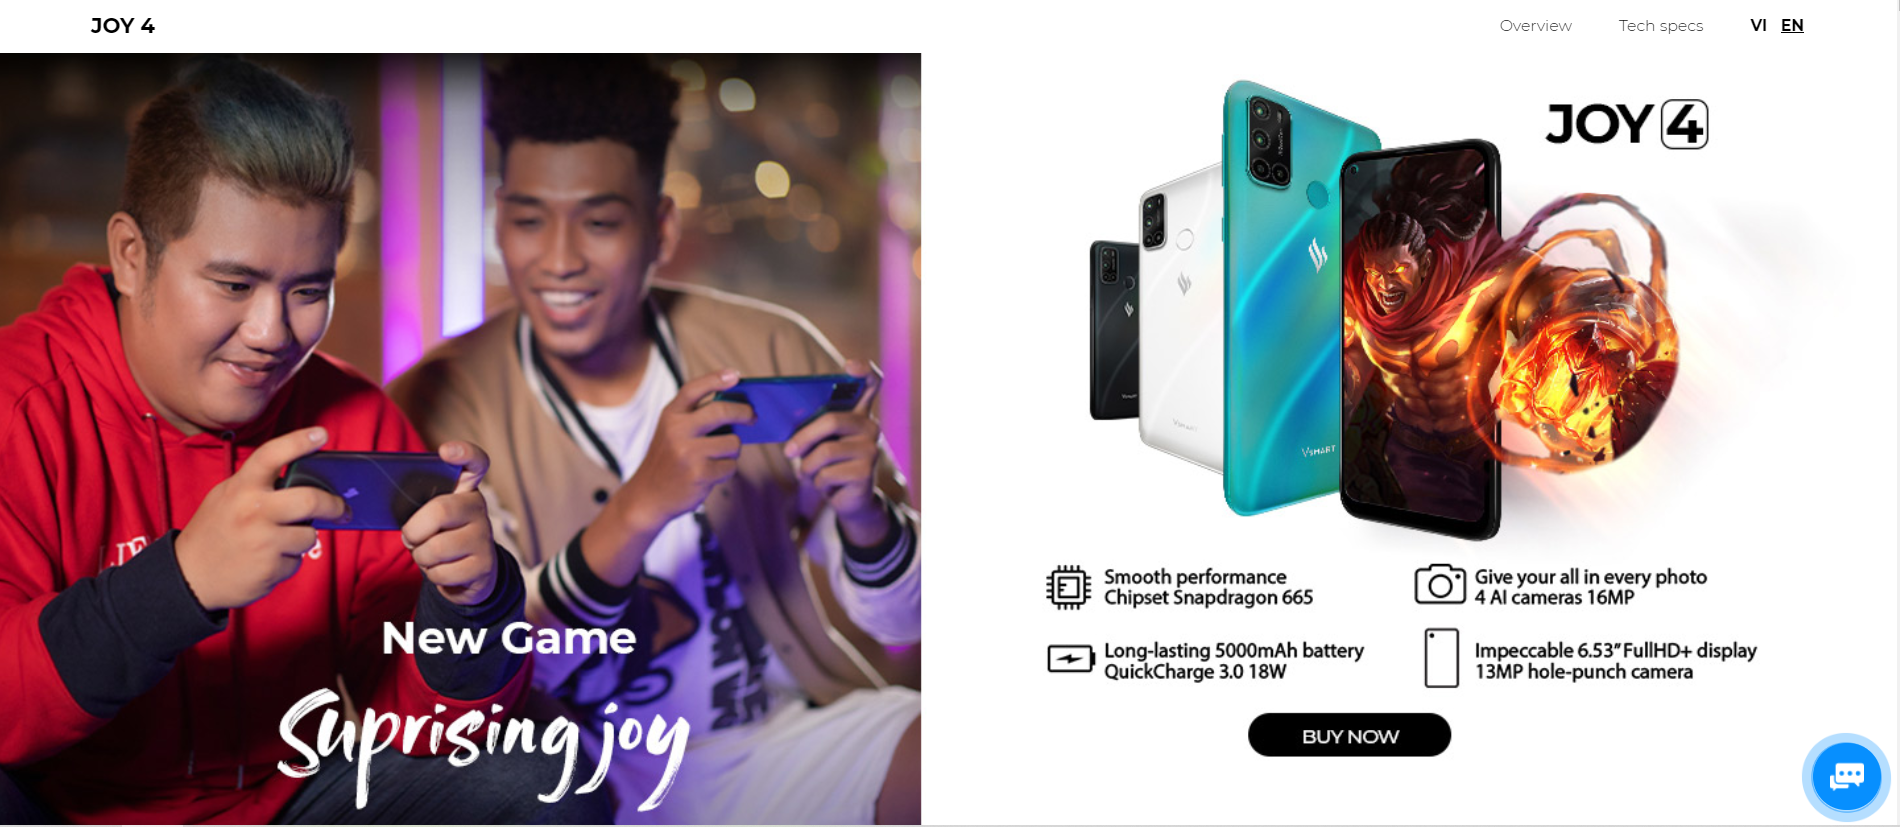 JOY 4
Overview
Tech specs
VI
EN
New Game
Suprising joy
JOY 4
VSMART
Smooth performance
Chipset Snapdragon 665
Give your all in every photo
4 AI cameras 16MP
Long-lasting 5000mAh battery
QuickCharge 3.0 18W
Impeccable 6.53” FullHD+ display
13MP hole-punch camera
BUY NOW